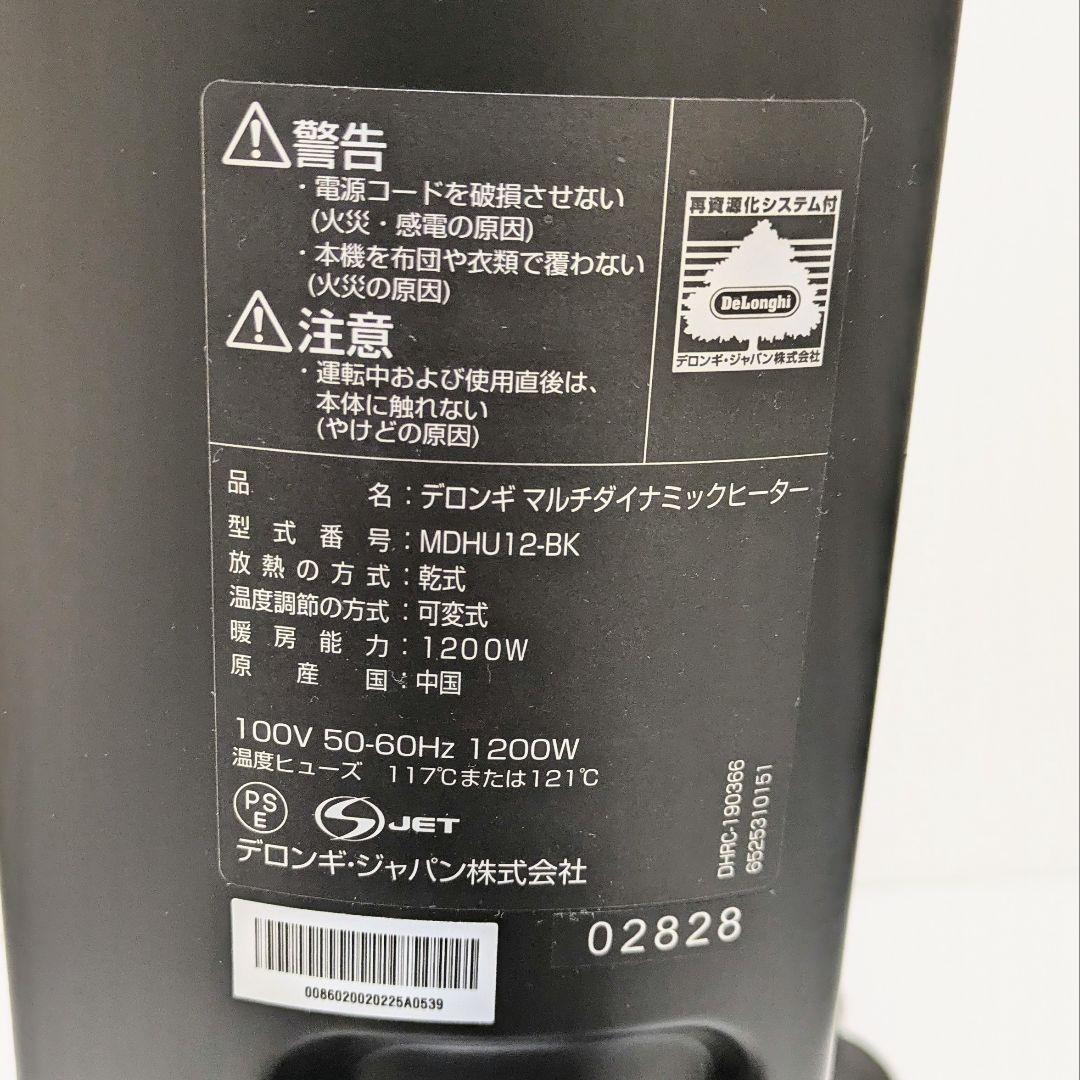 警告
・電源コードを破損させない
(火災・感電の原因)
・本機を布団や衣類で覆わない
(火災の原因)
注意
・運転中および使用直後は、
本体に触れない
(やけどの原因)
再資源化システム付
DeLonghi
デロンギ・ジャパン株式会社
品名：デロンギ マルチダイナミックヒーター
型式番号：MDHU12-BK
放熱の方式：乾式
温度調節の方式：可変式
暖房能力：1200W
原産国：中国
100V 50-60Hz 1200W
温度ヒューズ 117℃または121℃
PSE
S JET
デロンギ・ジャパン株式会社
DHRC-190366
6525310151
02828
0086020020225A0539